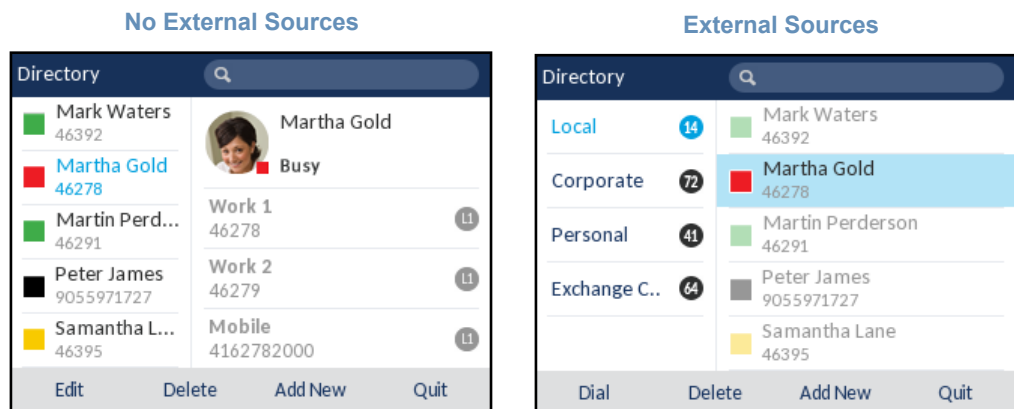 No External Sources
Directory
Mark Waters
46392
Martha Gold
46278
Martin Perd...
46291
Peter James
9055971727
Samantha L...
46395
Martha Gold
Busy
Work 1
46278
L1
Work 2
46279
L1
Mobile
4162782000
L1
Edit Delete Add New Quit
External Sources
Directory
Local 14
Corporate 72
Personal 41
Exchange C.. 64
Mark Waters
46392
Martha Gold
46278
Martin Perderson
46291
Peter James
9055971727
Samantha Lane
46395
Dial Delete Add New Quit